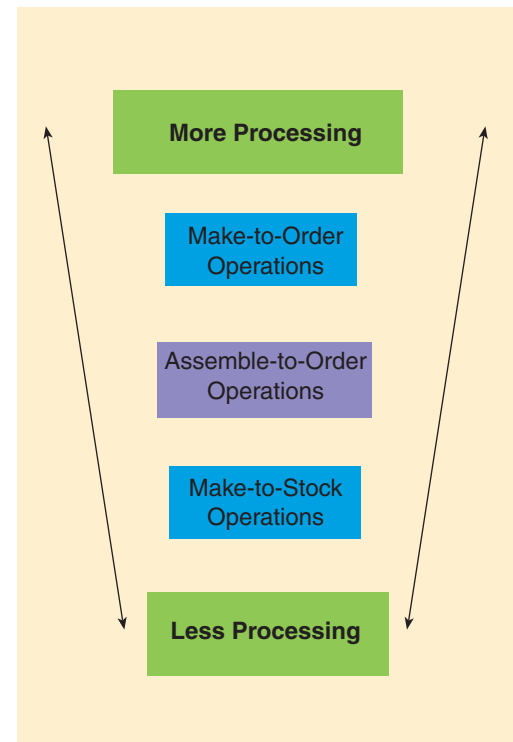 More Processing
Make-to-Order
Operations
Assemble-to-Order
Operations
Make-to-Stock
Operations
Less Processing